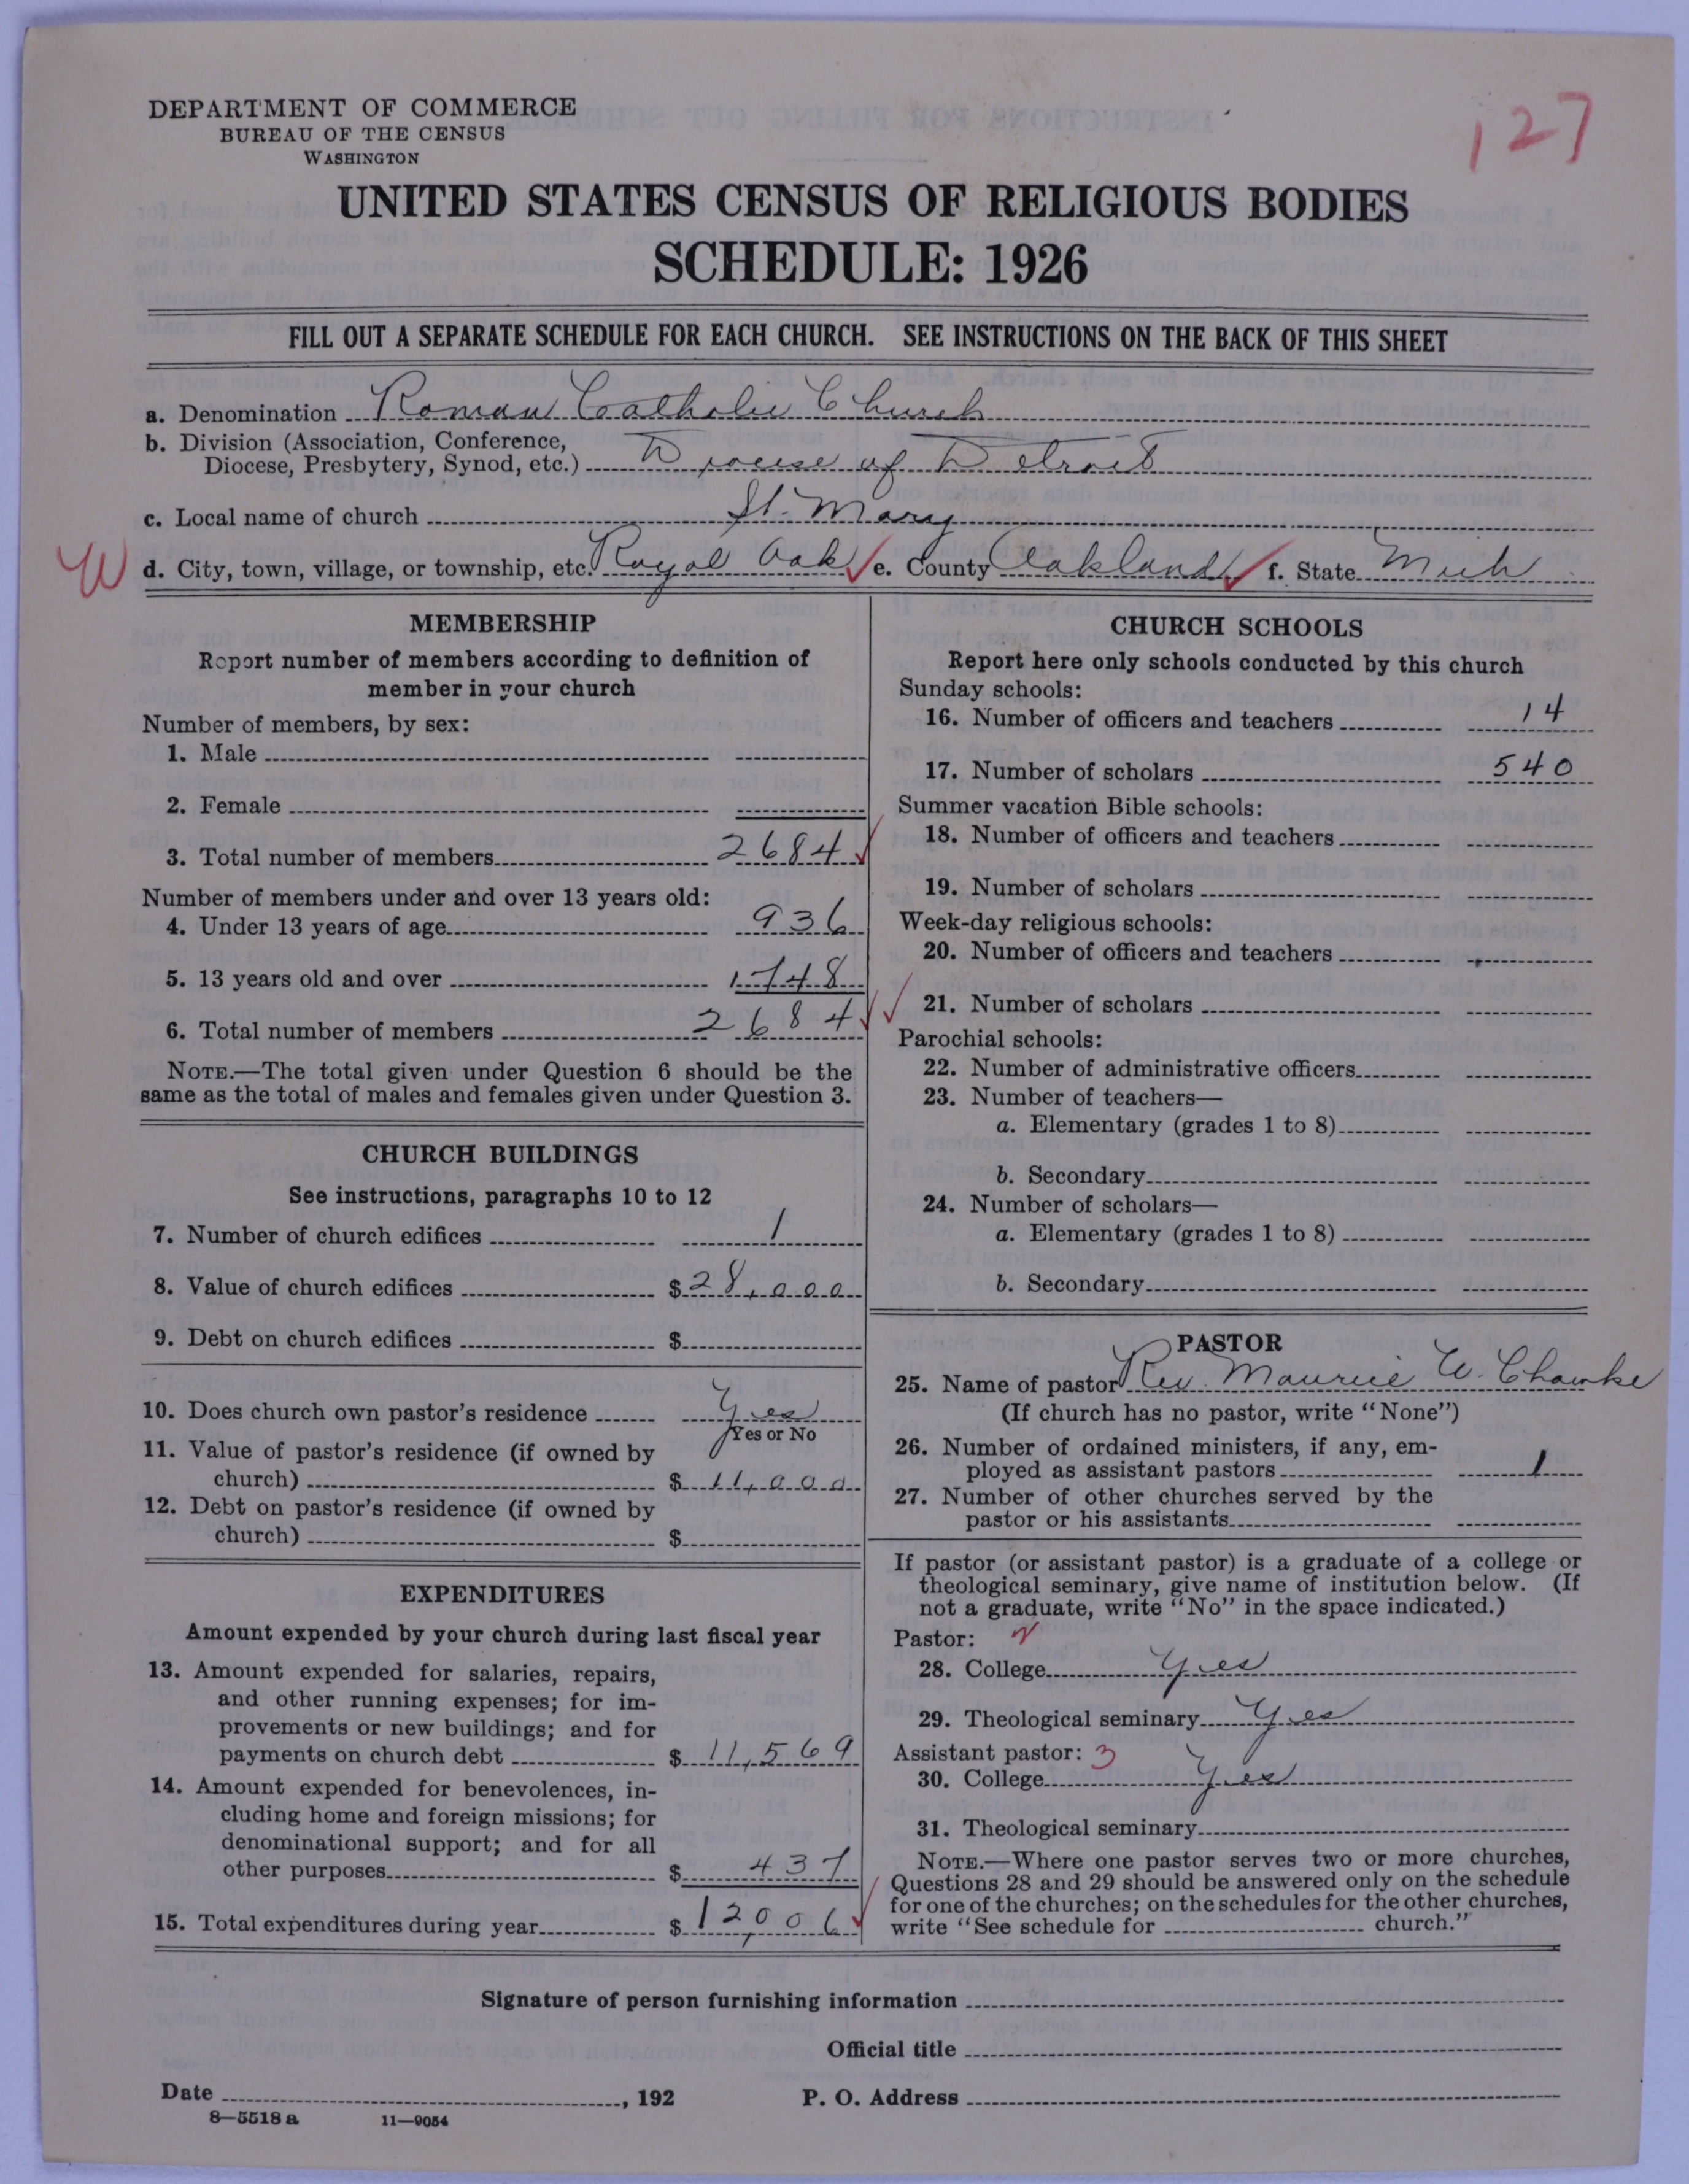 127
DEPARTMENT OF COMMERCE
BUREAU OF THE CENSUS
WASHINGTON
UNITED STATES CENSUS OF RELIGIOUS BODIES
SCHEDULE: 1926
FILL OUT A SEPARATE SCHEDULE FOR EACH CHURCH. SEE INSTRUCTIONS ON THE BACK OF THIS SHEET
a. Denomination Roman Catholic Church
b. Division (Association, Conference,
Diocese, Presbytery, Synod, etc.) Diocese of Detroit
c. Local name of church St. Mary
W d. City, town, village, or township, etc. Royal Oak e. County Oakland f. State Mich
MEMBERSHIP
Report number of members according to definition of
member in your church
Number of members, by sex:
1. Male
2. Female
3. Total number of members 2684
Number of members under and over 13 years old:
4. Under 13 years of age 936
5. 13 years old and over 1748
6. Total number of members 2684
NOTE.—The total given under Question 6 should be the
same as the total of males and females given under Question 3.
CHURCH BUILDINGS
See instructions, paragraphs 10 to 12
7. Number of church edifices 1
8. Value of church edifices $ 28,000
9. Debt on church edifices $
10. Does church own pastor's residence Yes
Yes or No
11. Value of pastor's residence (if owned by
church) $ 11,000
12. Debt on pastor's residence (if owned by
church) $
EXPENDITURES
Amount expended by your church during last fiscal year
13. Amount expended for salaries, repairs,
and other running expenses; for im-
provements or new buildings; and for
payments on church debt $ 11,569
14. Amount expended for benevolences, in-
cluding home and foreign missions; for
denominational support; and for all
other purposes $ 437
15. Total expenditures during year $ 12,006
CHURCH SCHOOLS
Report here only schools conducted by this church
Sunday schools:
16. Number of officers and teachers 14
17. Number of scholars 540
Summer vacation Bible schools:
18. Number of officers and teachers
19. Number of scholars
Week-day religious schools:
20. Number of officers and teachers
21. Number of scholars
Parochial schools:
22. Number of administrative officers
23. Number of teachers—
a. Elementary (grades 1 to 8)
b. Secondary
24. Number of scholars—
a. Elementary (grades 1 to 8)
b. Secondary
PASTOR
25. Name of pastor Rev. Maurice W. Chawke
(If church has no pastor, write "None")
26. Number of ordained ministers, if any, em-
ployed as assistant pastors 1
27. Number of other churches served by the
pastor or his assistants
If pastor (or assistant pastor) is a graduate of a college or
theological seminary, give name of institution below. (If
not a graduate, write "No" in the space indicated.)
Pastor:
28. College Yes
29. Theological seminary Yes
Assistant pastor: 3
30. College Yes
31. Theological seminary
NOTE.—Where one pastor serves two or more churches,
Questions 28 and 29 should be answered only on the schedule
for one of the churches; on the schedules for the other churches,
write "See schedule for church."
Signature of person furnishing information
Official title
Date , 192 P. O. Address
8—5518 a 11—9054